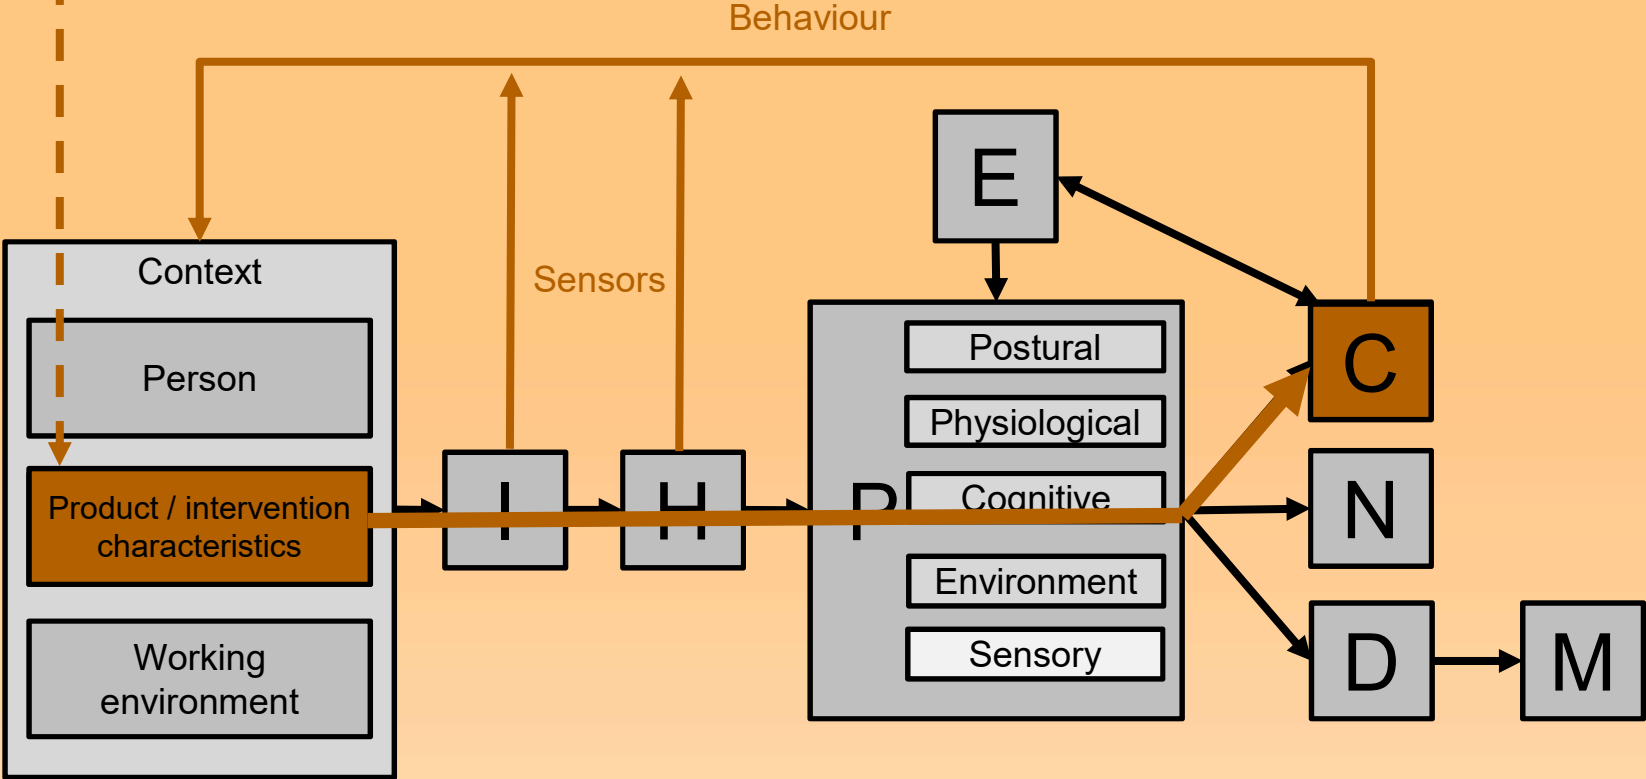 Behaviour
E
Context
Sensors
Postural
C
Person
Physiological
Product / intervention
characteristics
I
H
P
Cognitive
N
Environment
Working
environment
Sensory
D
M